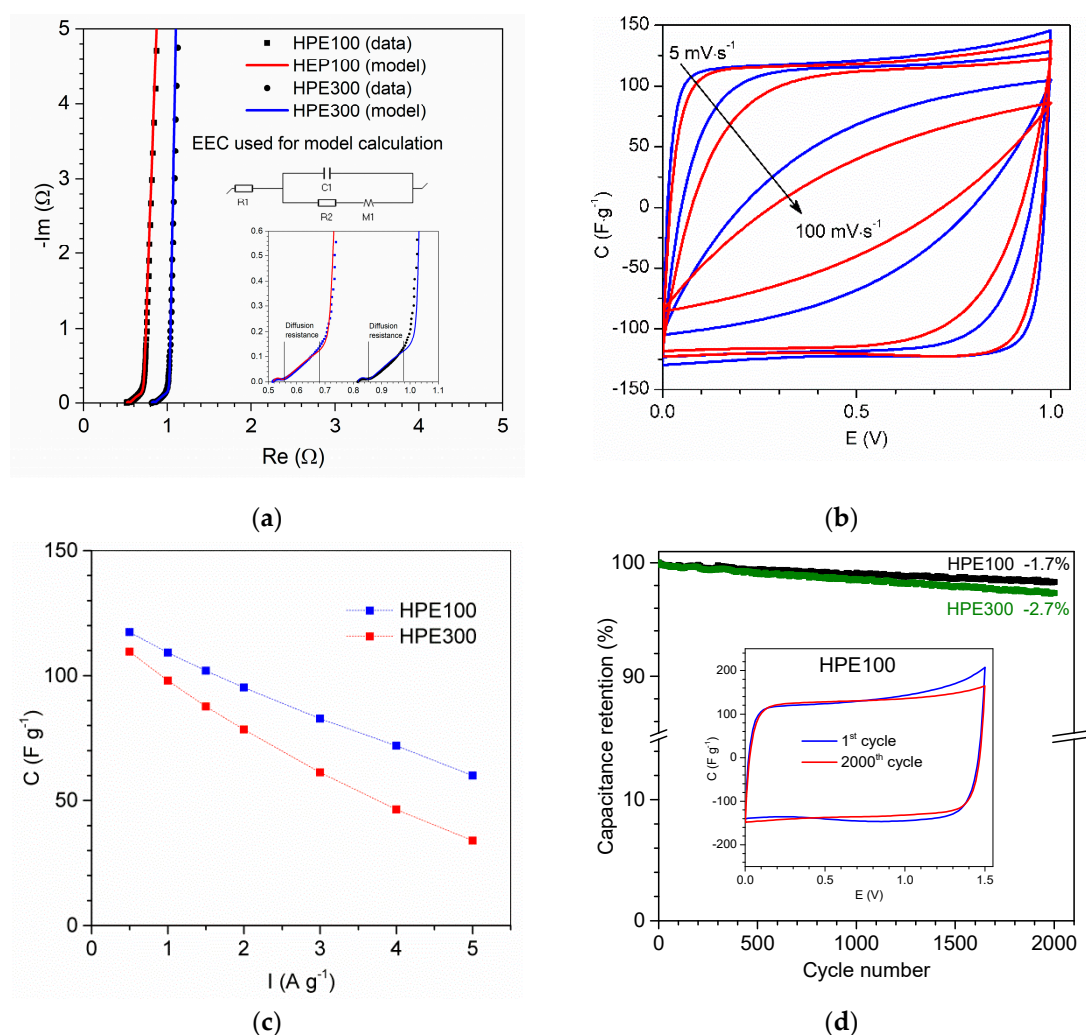 5
4
3
2
1
0
-Im (Ω)
HPE100 (data)
HEP100 (model)
HPE300 (data)
HPE300 (model)
EEC used for model calculation
R1
C1
R2
M1
0.6
0.5
0.4
0.3
0.2
0.1
0.0
Diffusion
resistance
Diffusion
resistance
0.5 0.6 0.7 0.8 0.9 1.0 1.1
0 1 2 3 4 5
Re (Ω)
(a)
150
100
50
0
-50
-100
-150
C (F·g⁻¹)
5 mV·s⁻¹
100 mV·s⁻¹
0.0 0.5 1.0
E (V)
(b)
150
100
50
0
C (F g⁻¹)
HPE100
HPE300
0 1 2 3 4 5
I (A g⁻¹)
(c)
100
90
10
0
Capacitance retention (%)
HPE100 -1.7%
HPE300 -2.7%
HPE100
200
100
0
-100
-200
C (F g⁻¹)
1ˢᵗ cycle
2000ᵗʰ cycle
0.0 0.5 1.0 1.5
E (V)
0 500 1000 1500 2000
Cycle number
(d)